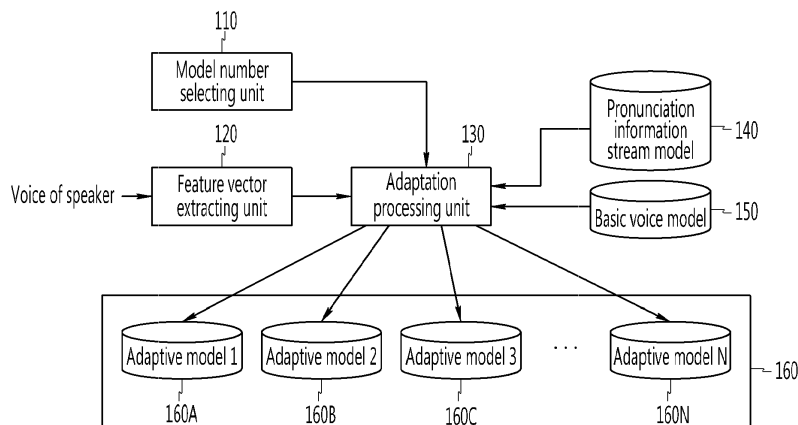 110
Model number
selecting unit
120
Voice of speaker
Feature vector
extracting unit
130
Adaptation
processing unit
Pronunciation
information
stream model
140
Basic voice model
150
Adaptive model 1
Adaptive model 2
Adaptive model 3
. . .
Adaptive model N
160
160A
160B
160C
160N